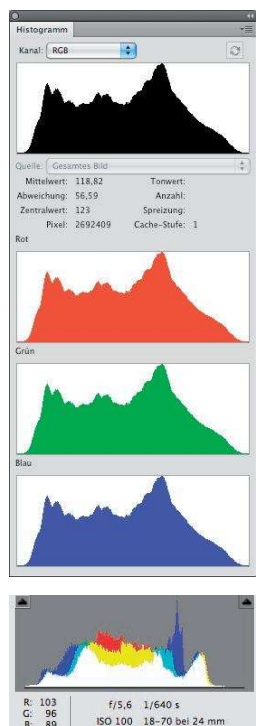 Histogramm
Kanal: RGB
Quelle: Gesamtes Bild
Mittelwert: 118,82 Tonwert:
Abweichung: 56,59 Anzahl:
Zentralwert: 123 Spreizung:
Pixel: 2692409 Cache-Stufe: 1
Rot
Grün
Blau
R: 103 f/5,6 1/640 s
G: 96
B: 89 ISO 100 18-70 bei 24 mm